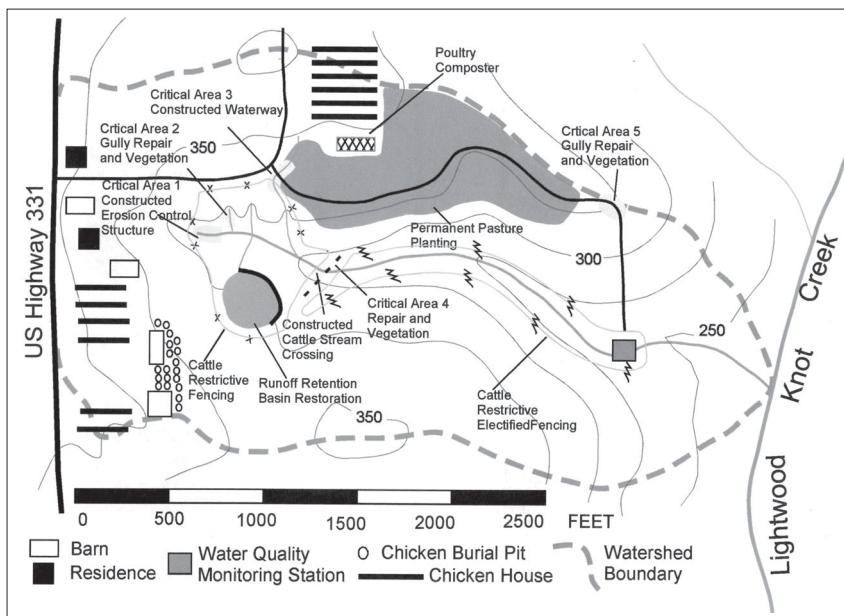 Poultry
Composter
Critical Area 3
Constructed Waterway
Crtical Area 2
Gully Repair
and Vegetation
350
Crtical Area 5
Gully Repair
and Vegetation
Crtical Area 1
Constructed
Erosion Control
Structure
US Highway 331
Permanent Pasture
Planting
300
Critical Area 4
Repair and
Vegetation
Constructed
Cattle Stream
Crossing
250
Cattle
Restrictive
Fencing
Runoff Retention
Basin Restoration
Cattle
Restrictive
ElectifiedFencing
350
Lightwood Knot Creek
0 500 1000 1500 2000 2500 FEET
Barn
Residence
Water Quality
Monitoring Station
Chicken Burial Pit
Chicken House
Watershed
Boundary